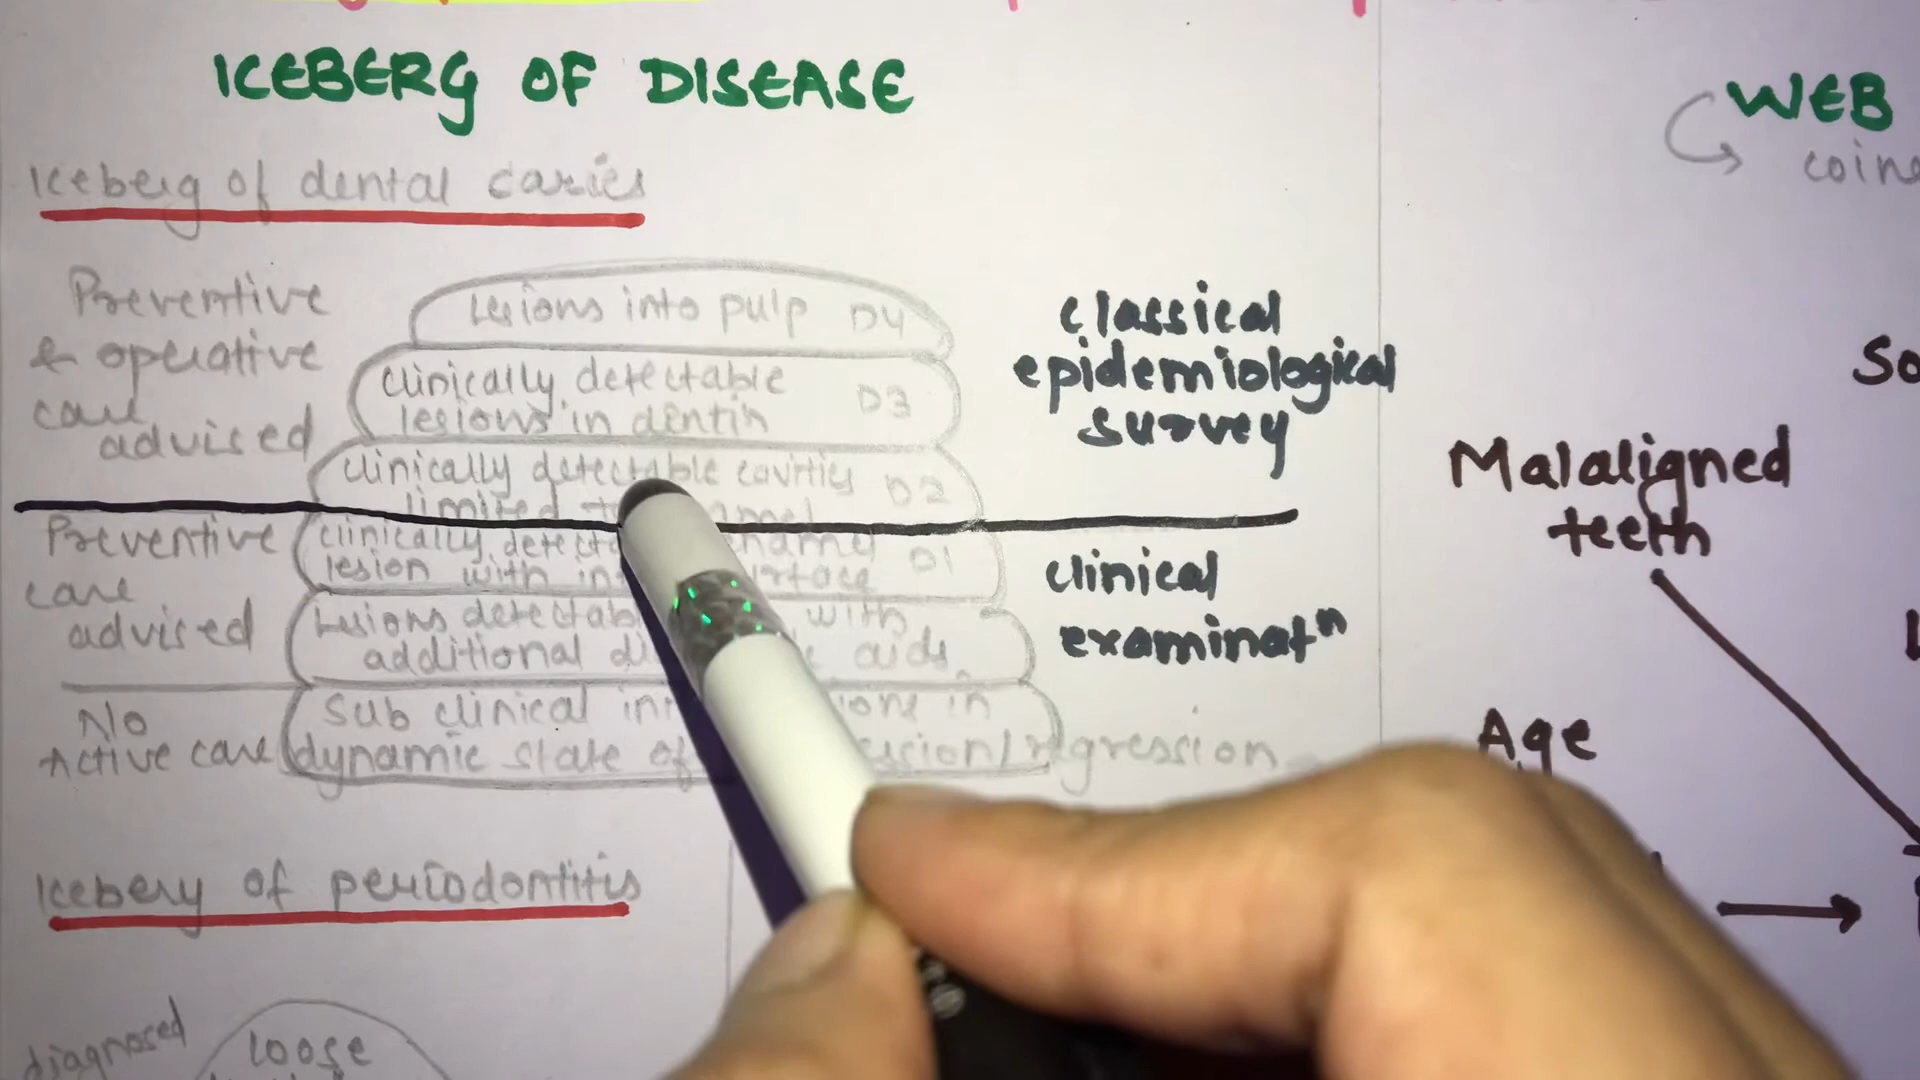 ICEBERG OF DISEASE
Iceberg of dental caries
Preventive
& operative
care
advised
Lesions into pulp D4
clinically detectable
lesions in dentin D3
clinically detectable cavities
limited D2
classical
epidemiological
survey
Preventive
care
advised
clinically
lesion with D1
Lesions with
additional aids
clinical
examinatn
No
Active care
Sub clinical in
dynamic state of regression
Iceberg of periodontitis
diagnosed
loose
WEB
Malaligned
teeth
Age